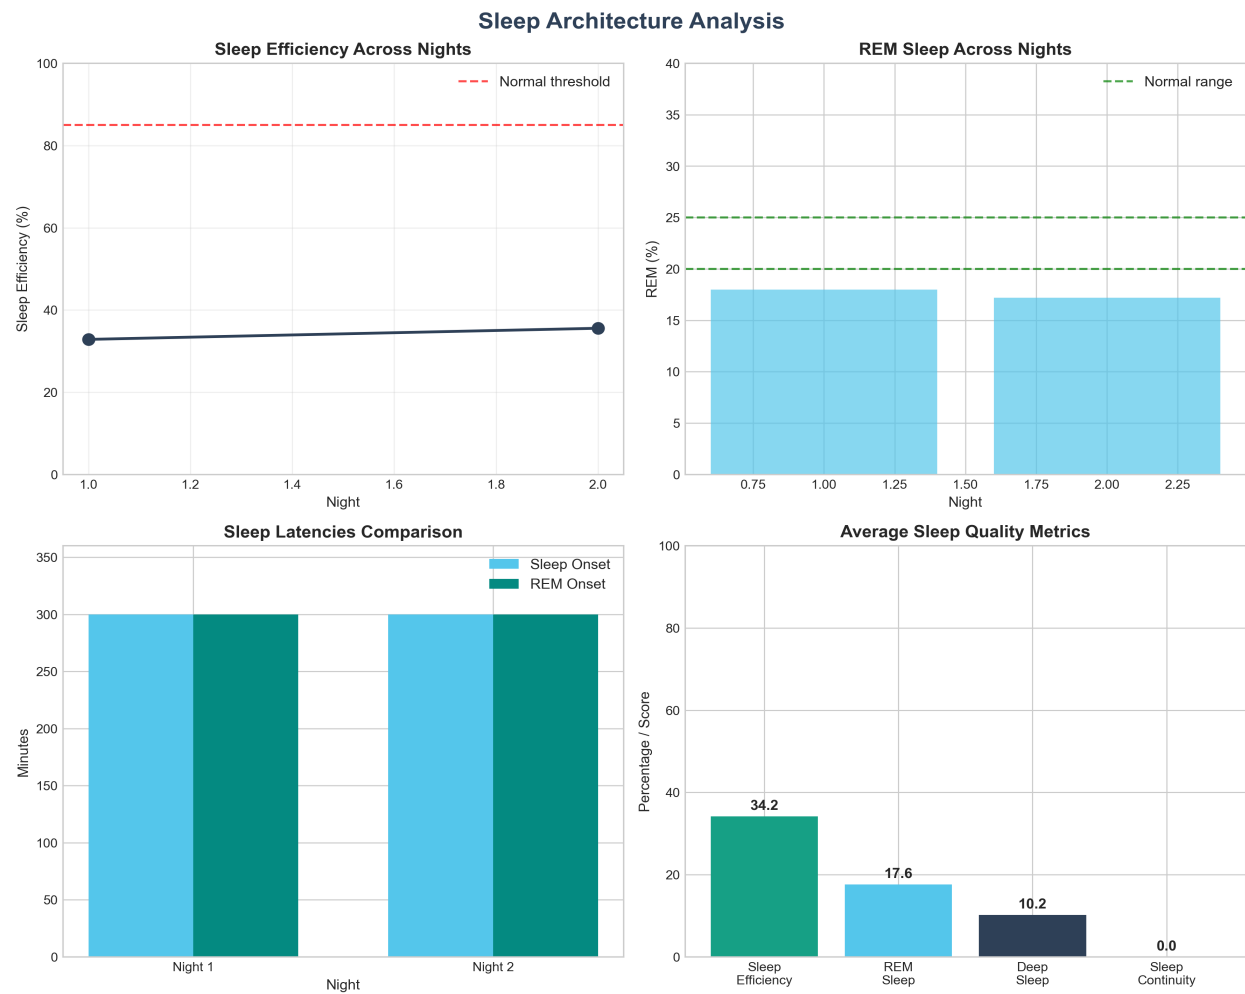 Sleep Architecture Analysis
Sleep Efficiency Across Nights
Normal threshold
Sleep Efficiency (%)
100
80
60
40
20
0
1.0 1.2 1.4 1.6 1.8 2.0
Night
REM Sleep Across Nights
Normal range
REM (%)
40
35
30
25
20
15
10
5
0
0.75 1.00 1.25 1.50 1.75 2.00 2.25
Night
Sleep Latencies Comparison
Sleep Onset
REM Onset
Minutes
350
300
250
200
150
100
50
0
Night 1 Night 2
Night
Average Sleep Quality Metrics
Percentage / Score
100
80
60
40
20
0
34.2
17.6
10.2
0.0
Sleep
Efficiency
REM
Sleep
Deep
Sleep
Sleep
Continuity